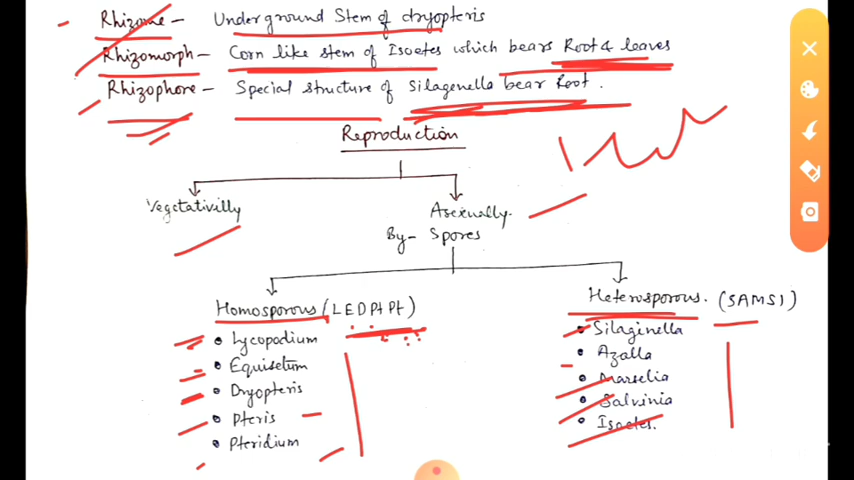 Rhizome - Underground Stem of dryopteris
Rhizomorph - Corn like stem of Isoetes which bears Root & leaves
Rhizophore - Special structure of Silagenella bear Root.
Reproduction
Vegetativilly
Asexually.
By - Spores
Homosporous (LEDPtPt)
Heterosporous. (SAMSI)
• Lycopodium
• Silaginella
• Equisetum
• Azolla
• Dryopteris
• Marselia
• Pteris
• Salvinia
• Pteridium
• Isoetes.